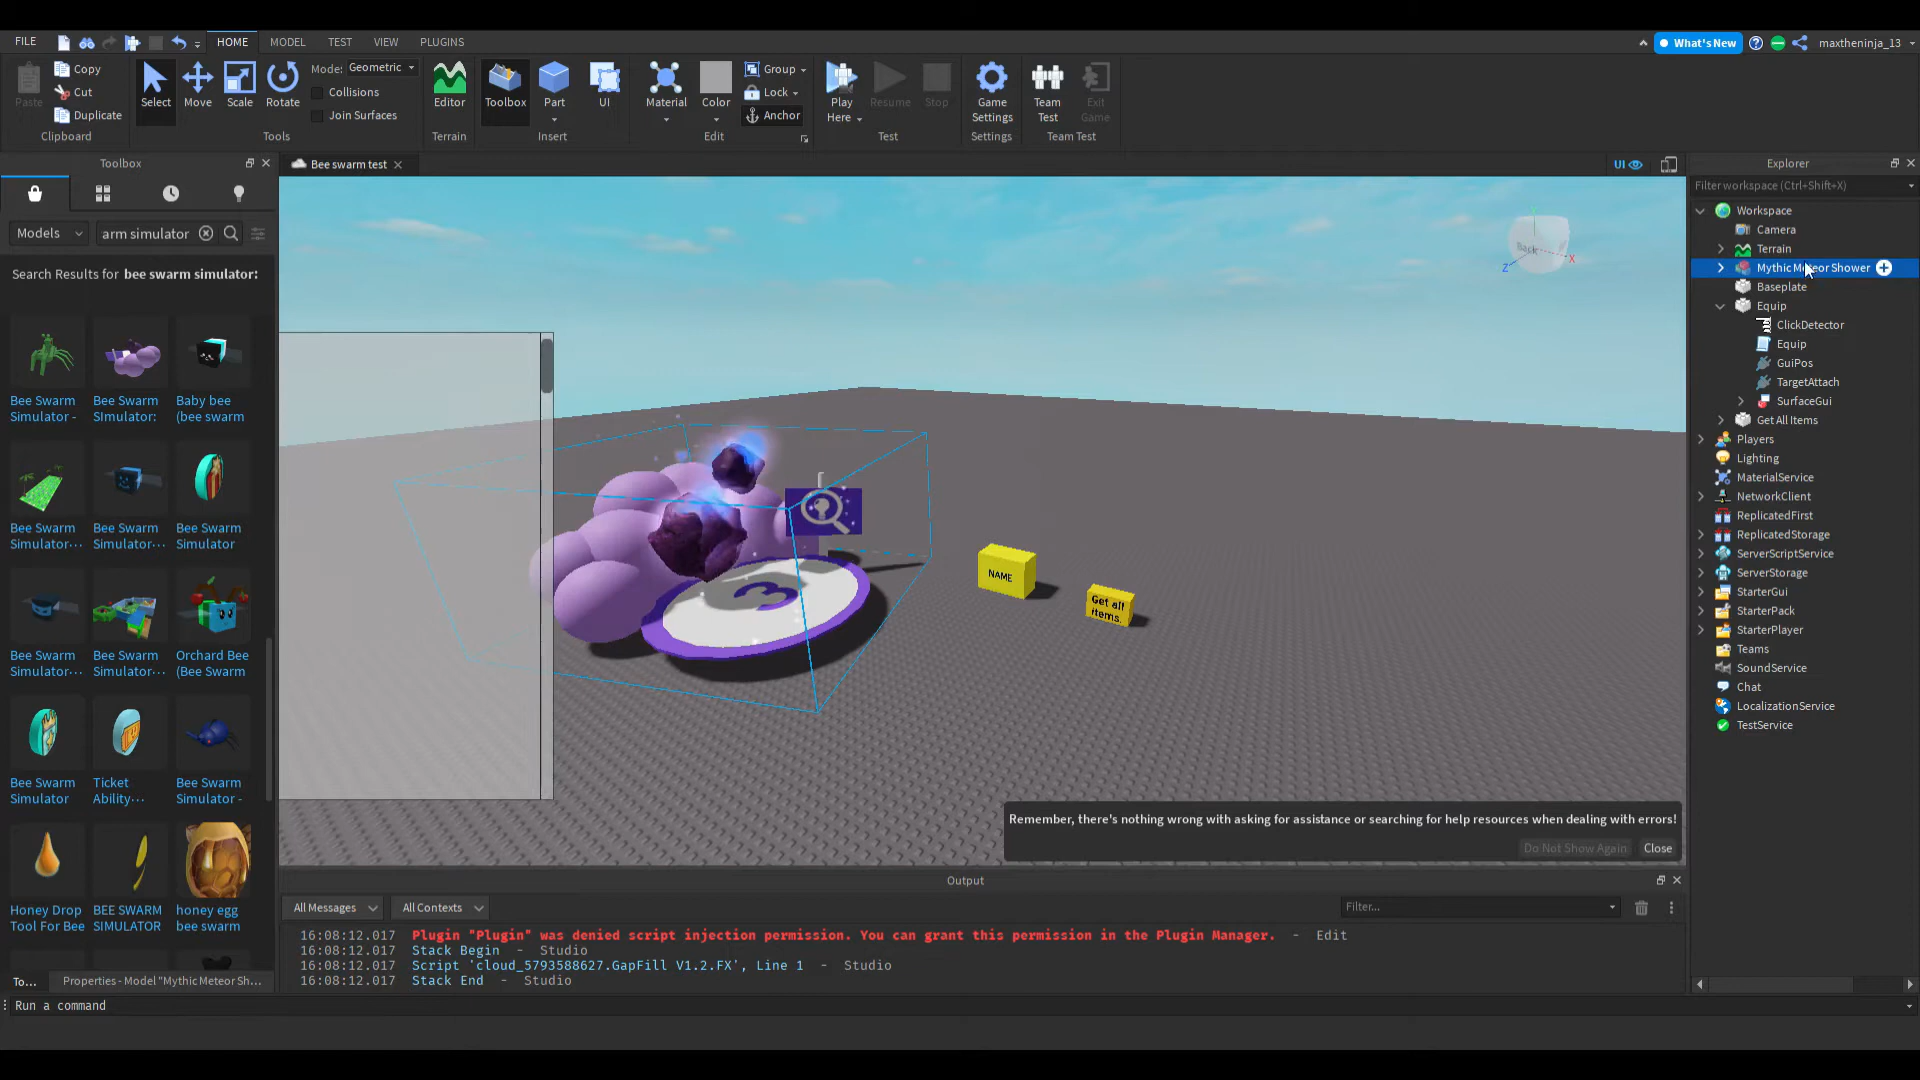 FILE
HOME
MODEL
TEST
VIEW
PLUGINS
What's New
maxtheninja_13
Paste
Copy
Cut
Duplicate
Clipboard
Select
Move
Scale
Rotate
Mode: Geometric
Collisions
Join Surfaces
Tools
Editor
Terrain
Toolbox
Part
UI
Insert
Material
Color
Group
Lock
Anchor
Edit
Play
Here
Resume
Stop
Test
Game
Settings
Settings
Team
Test
Exit
Game
Team Test
Toolbox
Bee swarm test
UI
Explorer
Models
arm simulator
Search Results for bee swarm simulator:
Bee Swarm
Simulator -
Bee Swarm
SImulator:
Baby bee
(bee swarm
Bee Swarm
Simulator...
Bee Swarm
Simulator...
Bee Swarm
Simulator
Bee Swarm
Simulator...
Bee Swarm
Simulator...
Orchard Bee
(Bee Swarm
Bee Swarm
Simulator
Ticket
Ability...
Bee Swarm
Simulator -
Honey Drop
Tool For Bee
BEE SWARM
SIMULATOR
honey egg
bee swarm
To...
Properties - Model "Mythic Meteor Sh...
Back
Z
X
3
NAME
Get all
items.
Remember, there's nothing wrong with asking for assistance or searching for help resources when dealing with errors!
Do Not Show Again
Close
Filter workspace (Ctrl+Shift+X)
Workspace
Camera
Terrain
Mythic Meteor Shower
Baseplate
Equip
ClickDetector
Equip
GuiPos
TargetAttach
SurfaceGui
Get All Items
Players
Lighting
MaterialService
NetworkClient
ReplicatedFirst
ReplicatedStorage
ServerScriptService
ServerStorage
StarterGui
StarterPack
StarterPlayer
Teams
SoundService
Chat
LocalizationService
TestService
Output
All Messages
All Contexts
Filter...
16:08:12.017 Plugin "Plugin" was denied script injection permission. You can grant this permission in the Plugin Manager. - Edit
16:08:12.017 Stack Begin - Studio
16:08:12.017 Script 'cloud_5793588627.GapFill V1.2.FX', Line 1 - Studio
16:08:12.017 Stack End - Studio
Run a command